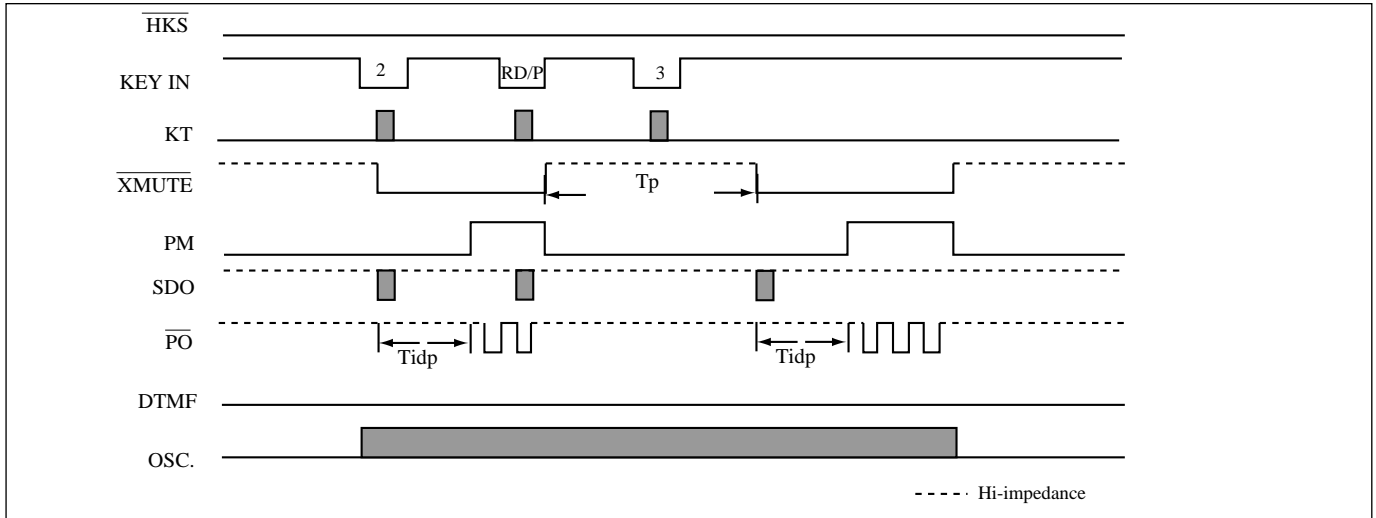 HKS
KEY IN
2
RD/P
3
KT
XMUTE
Tp
PM
SDO
PO
Tidp
Tidp
DTMF
OSC.
Hi-impedance